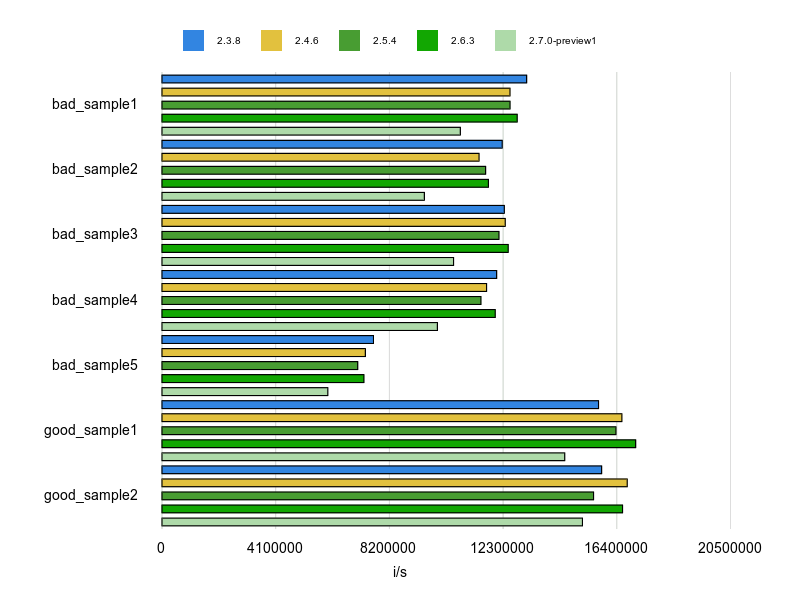 2.3.8 2.4.6 2.5.4 2.6.3 2.7.0-preview1
bad_sample1
bad_sample2
bad_sample3
bad_sample4
bad_sample5
good_sample1
good_sample2
0 4100000 8200000 12300000 16400000 20500000
i/s